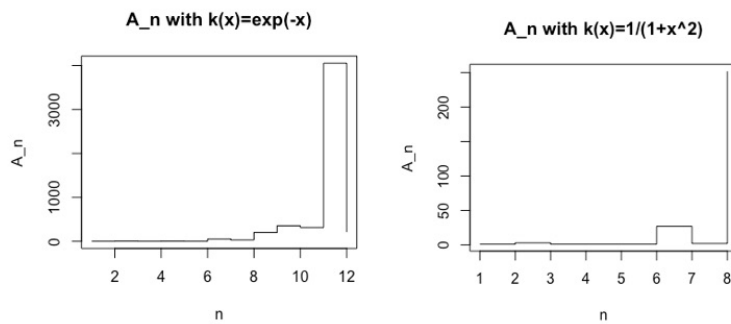 A_n with k(x)=exp(-x)
A_n
3000
1000
0
2 4 6 8 10 12
n
A_n with k(x)=1/(1+x^2)
A_n
200
100
50
0
1 2 3 4 5 6 7 8
n